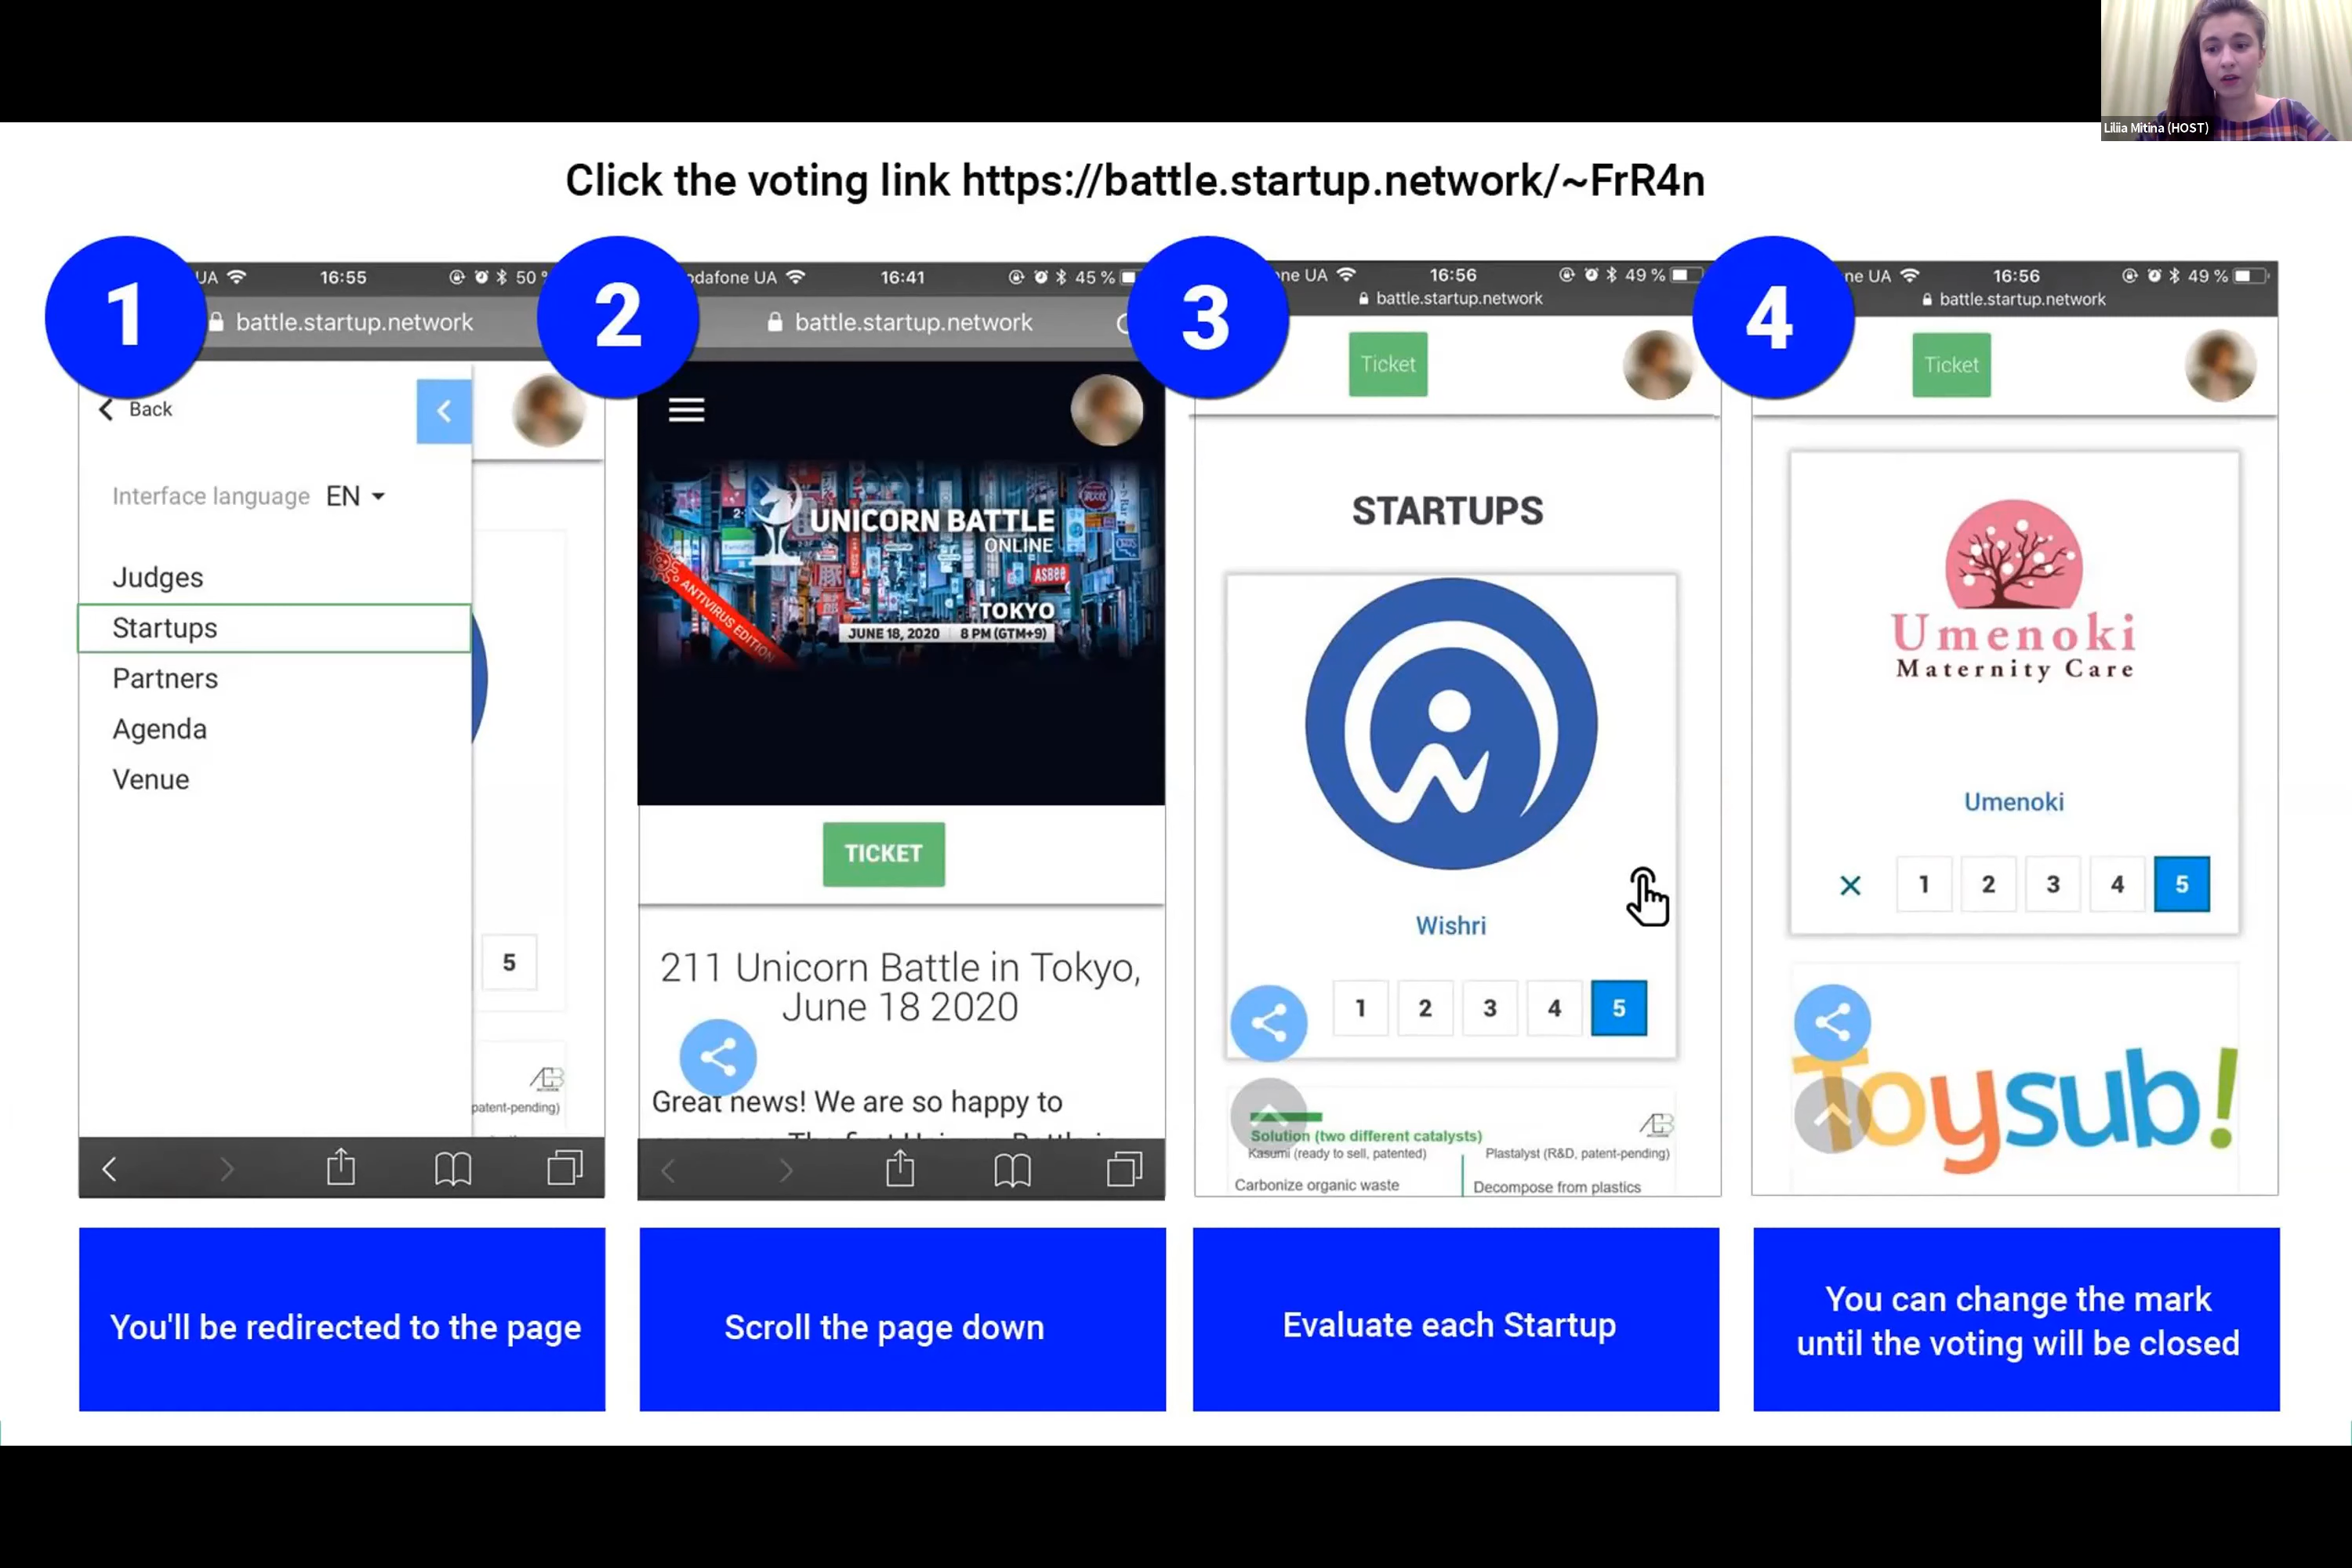 Liliia Mitina (HOST)
Click the voting link https://battle.startup.network/~FrR4n
1
UA 16:55 50 %
battle.startup.network
Back
Interface language EN
Judges
Startups
Partners
Agenda
Venue
5
patent-pending)
You'll be redirected to the page
2
odafone UA 16:41 45 %
battle.startup.network
UNICORN BATTLE
ONLINE
ANTIVIRUS EDITION
TOKYO
JUNE 18, 2020 8 PM (GTM+9)
TICKET
211 Unicorn Battle in Tokyo,
June 18 2020
Great news! We are so happy to
Scroll the page down
3
ne UA 16:56 49 %
battle.startup.network
Ticket
STARTUPS
Wishri
1 2 3 4 5
Solution (two different catalysts)
Kasumi (ready to sell, patented) Plastalyst (R&D, patent-pending)
Carbonize organic waste Decompose from plastics
Evaluate each Startup
4
ne UA 16:56 49 %
battle.startup.network
Ticket
Umenoki
Maternity Care
Umenoki
1 2 3 4 5
Toysub!
You can change the mark
until the voting will be closed